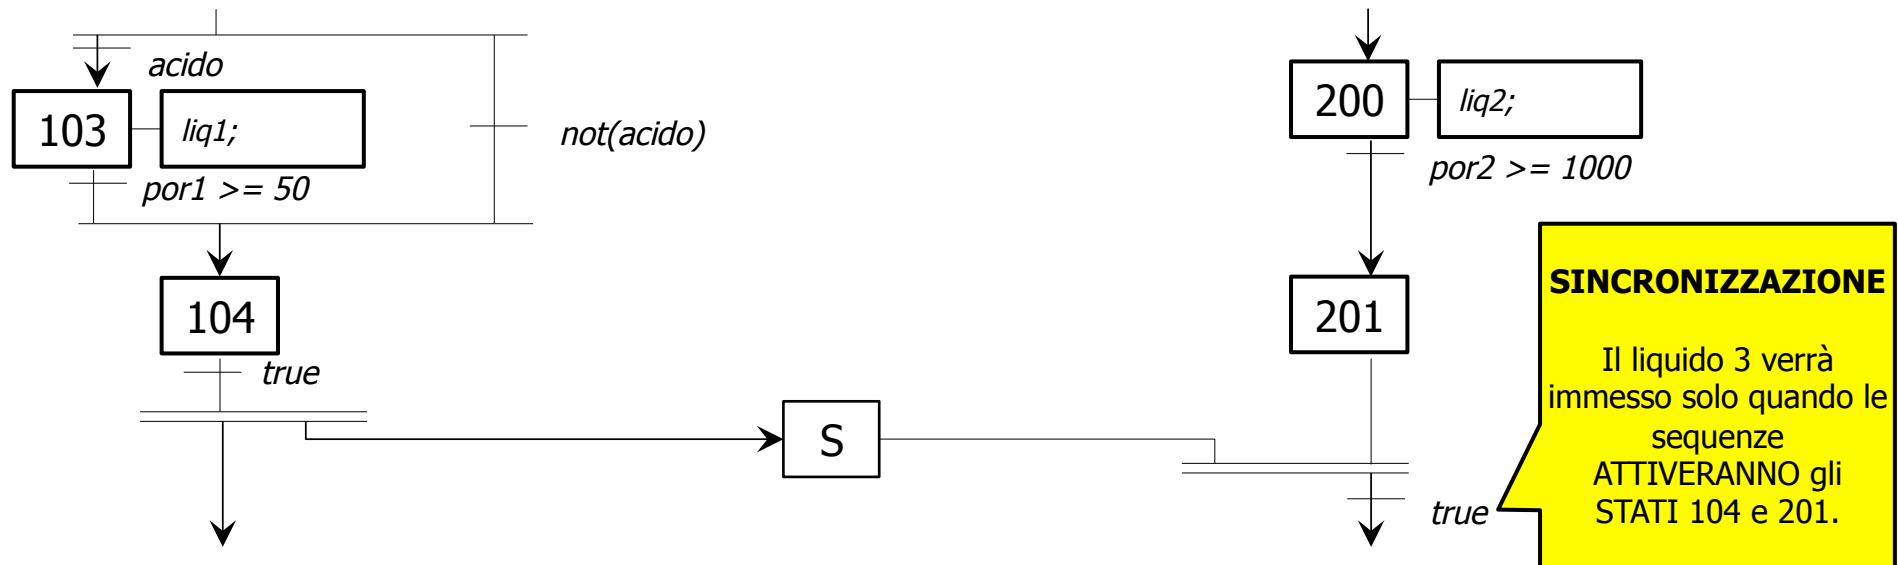 acido
103
liq1;
not(acido)
por1 >= 50
104
true
S
200
liq2;
por2 >= 1000
201
true
SINCRONIZZAZIONE
Il liquido 3 verrà
immesso solo quando le
sequenze
ATTIVERANNO gli
STATI 104 e 201.